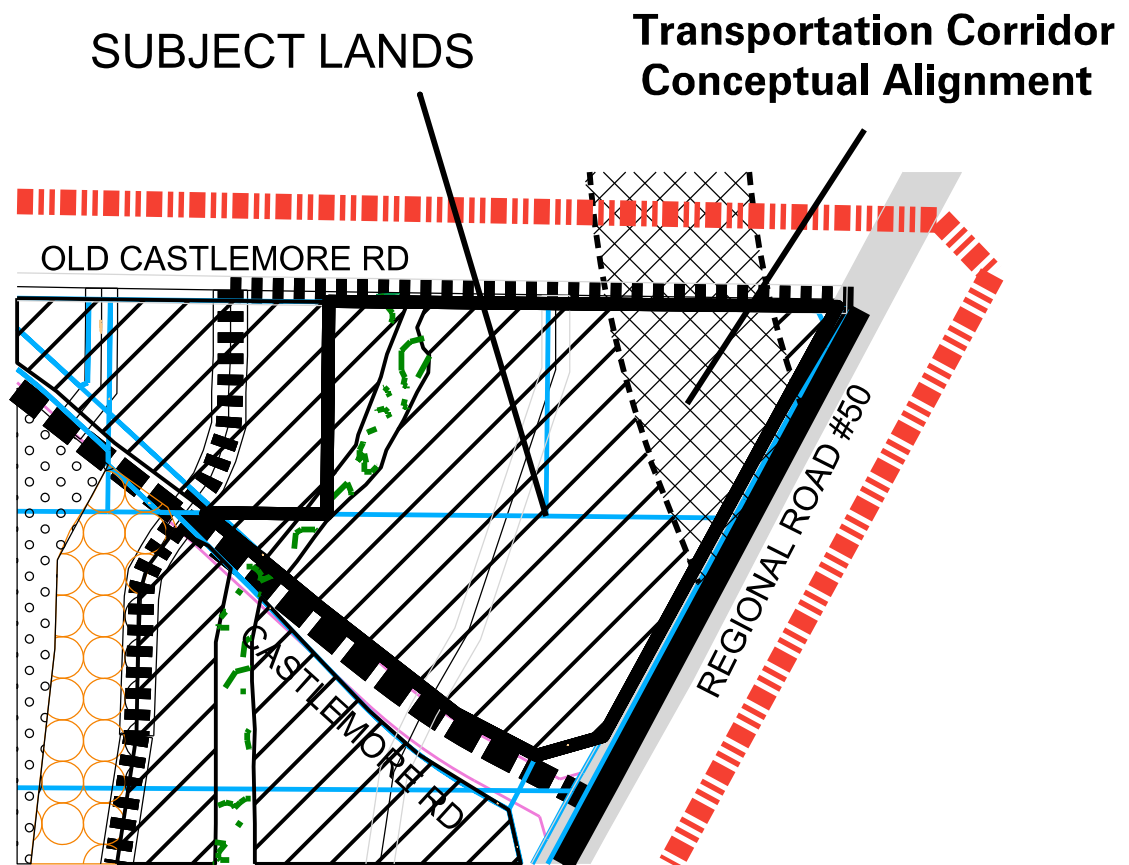 SUBJECT LANDS
Transportation Corridor
Conceptual Alignment
OLD CASTLEMORE RD
REGIONAL ROAD #50
CASTLEMORE RD